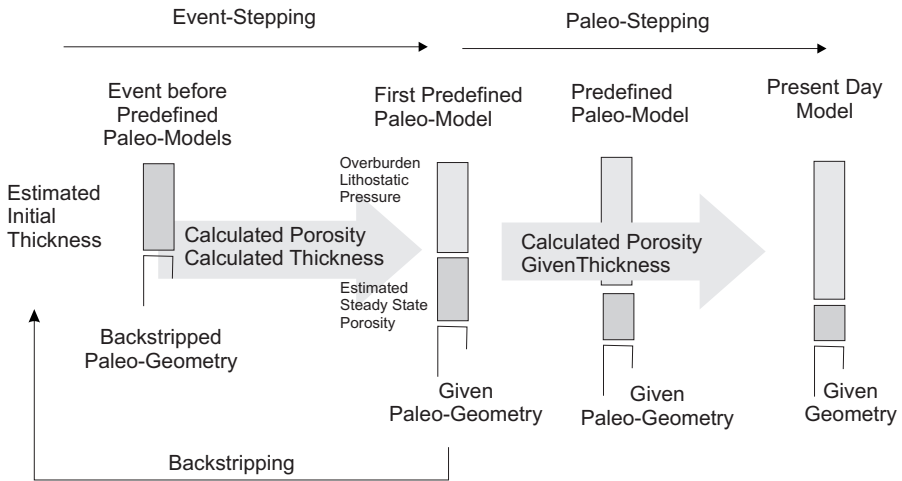 Event-Stepping
Paleo-Stepping
Event before
Predefined
Paleo-Models
First Predefined
Paleo-Model
Predefined
Paleo-Model
Present Day
Model
Estimated
Initial
Thickness
Overburden
Lithostatic
Pressure
Calculated Porosity
Calculated Thickness
Calculated Porosity
GivenThickness
Estimated
Steady State
Porosity
Backstripped
Paleo-Geometry
Given
Paleo-Geometry
Given
Paleo-Geometry
Given
Geometry
Backstripping